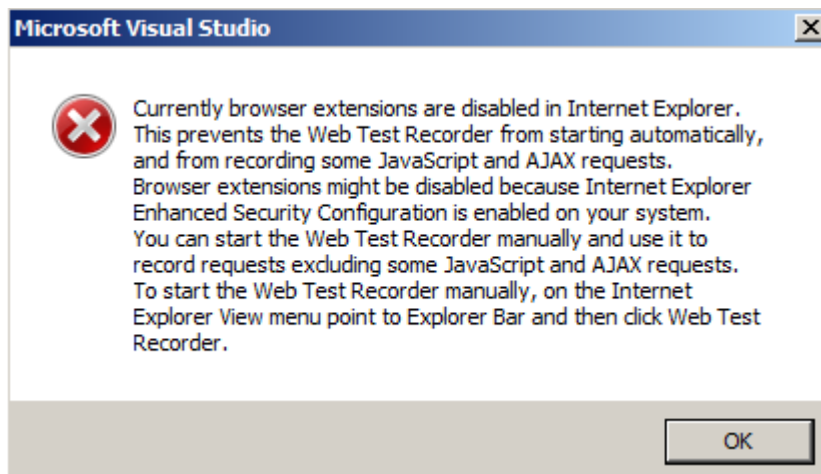 Microsoft Visual Studio
Currently browser extensions are disabled in Internet Explorer.
This prevents the Web Test Recorder from starting automatically,
and from recording some JavaScript and AJAX requests.
Browser extensions might be disabled because Internet Explorer
Enhanced Security Configuration is enabled on your system.
You can start the Web Test Recorder manually and use it to
record requests excluding some JavaScript and AJAX requests.
To start the Web Test Recorder manually, on the Internet
Explorer View menu point to Explorer Bar and then click Web Test
Recorder.
OK